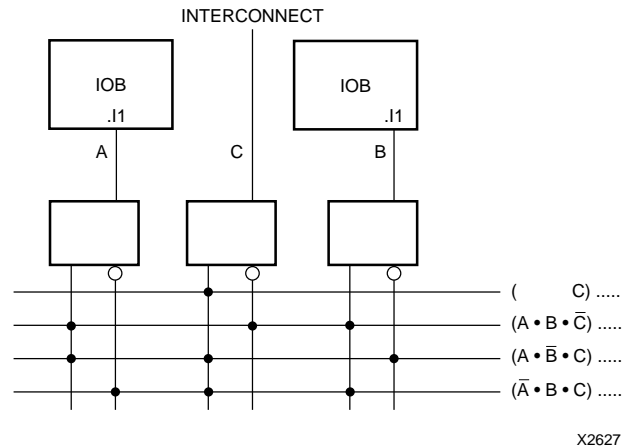 INTERCONNECT
IOB
.I1
IOB
.I1
A
C
B
( C) .....
(A • B • C̅) .....
(A • B̅ • C) .....
(A̅ • B • C) .....
X2627